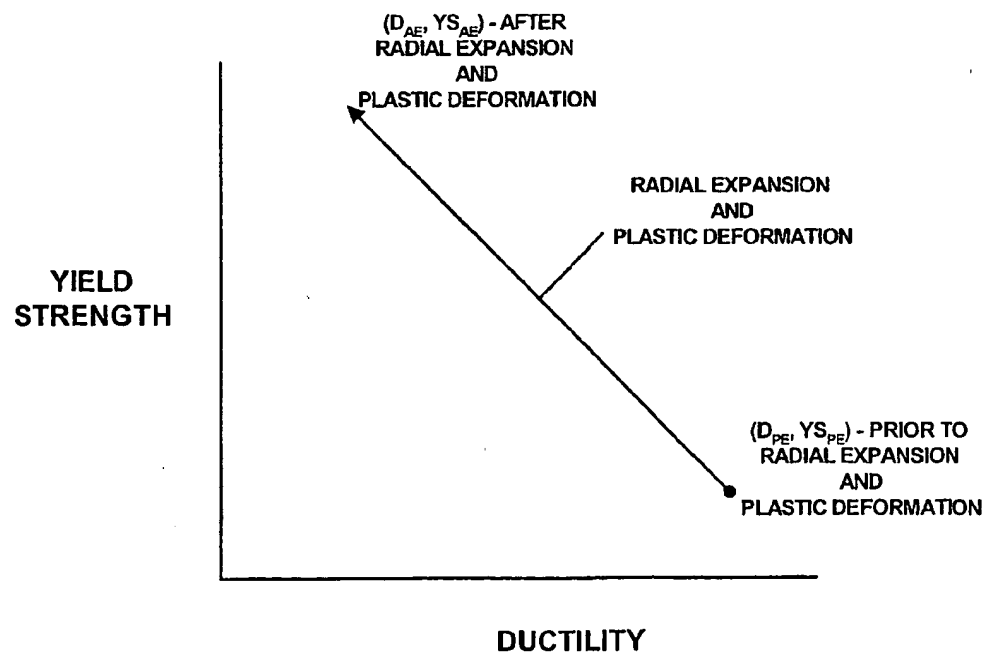 (D_AE, YS_AE) - AFTER
RADIAL EXPANSION
AND
PLASTIC DEFORMATION
RADIAL EXPANSION
AND
PLASTIC DEFORMATION
YIELD
STRENGTH
(D_PE, YS_PE) - PRIOR TO
RADIAL EXPANSION
AND
PLASTIC DEFORMATION
DUCTILITY